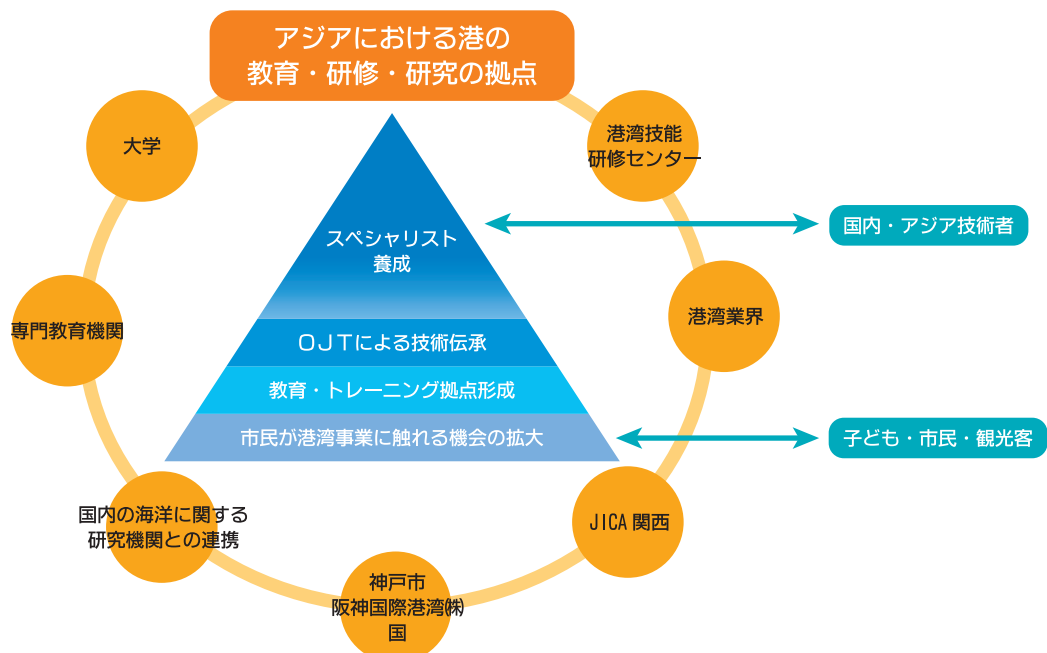 アジアにおける港の
教育・研修・研究の拠点
大学
港湾技能
研修センター
スペシャリスト
養成
国内・アジア技術者
専門教育機関
港湾業界
ＯＪＴによる技術伝承
教育・トレーニング拠点形成
市民が港湾事業に触れる機会の拡大
子ども・市民・観光客
国内の海洋に関する
研究機関との連携
JICA 関西
神戸市
阪神国際港湾㈱
国